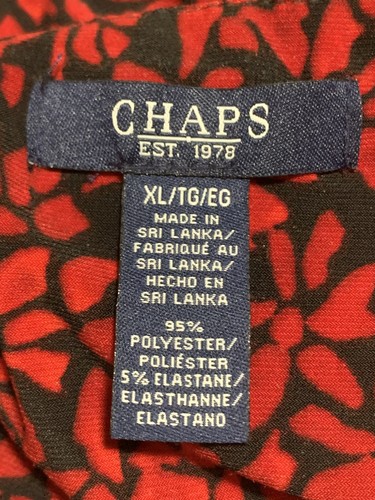 CHAPS
EST. 1978
XL/TG/EG
MADE IN
SRI LANKA/
FABRIQUÉ AU
SRI LANKA/
HECHO EN
SRI LANKA
95%
POLYESTER/
POLIÉSTER
5% ELASTANE/
ELASTHANNE/
ELASTANO